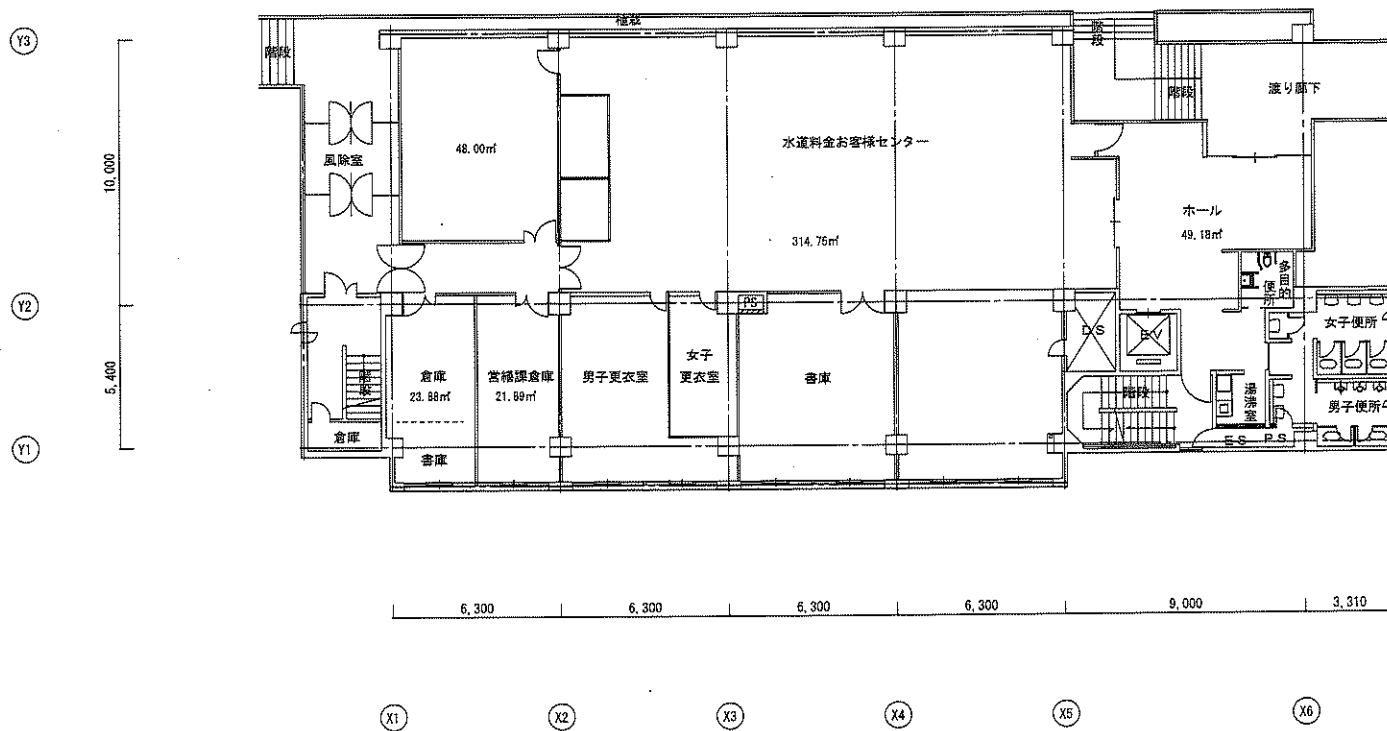 植栽
Y3
階段
階段
階段
渡り廊下
48.00㎡
水道料金お客様センター
風除室
10,000
ホール
314.75㎡
49.18㎡
多目的
便所
Y2
PS
DS
EV
女子便所
5,400
倉庫
23.88㎡
営繕課倉庫
21.89㎡
男子更衣室
女子
更衣室
書庫
階段
階段
湯沸室
男子便所
倉庫
書庫
ES
PS
Y1
6,300
6,300
6,300
6,300
9,000
3,310
X1
X2
X3
X4
X5
X6